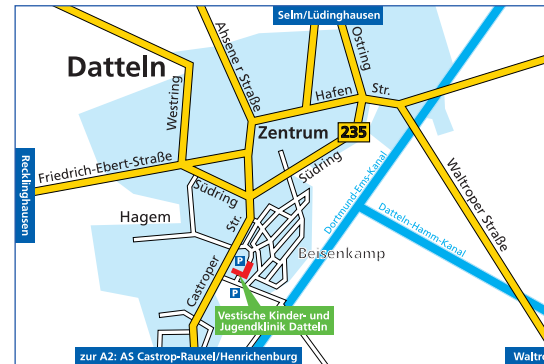 Selm/Lüdinghausen
Datteln
Ahsener Straße
Ostring
Westring
Hafen Str.
Zentrum
235
Recklinghausen
Friedrich-Ebert-Straße
Südring
Südring
Dortmund-Ems-Kanal
Waltroper Straße
Hagem
Datteln-Hamm-Kanal
Castroper Str.
Beisenkamp
P
P
Vestische Kinder- und
Jugendklinik Datteln
zur A2: AS Castrop-Rauxel/Henrichenburg
Waltro